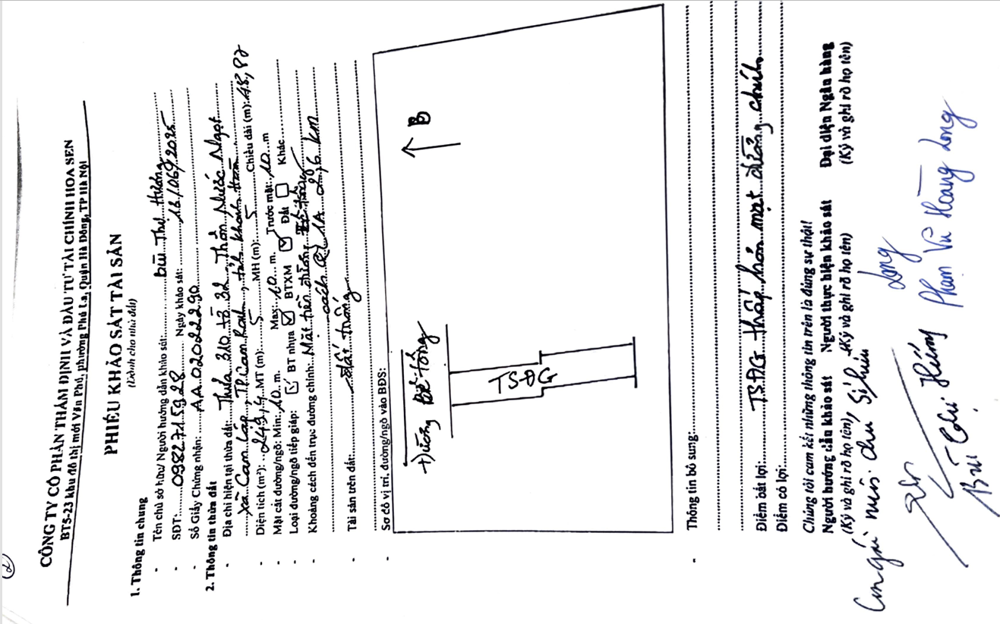 2
CÔNG TY CỔ PHẦN THẨM ĐỊNH VÀ ĐẦU TƯ TÀI CHÍNH HOA SEN
BT5-23 khu đô thị mới Văn Phú, phường Phú La, Quận Hà Đông, TP Hà Nội
PHIẾU KHẢO SÁT TÀI SẢN
(Dành cho nhà đất)
1. Thông tin chung
- Tên chủ sở hữu/ Người hướng dẫn khảo sát: Bùi Thu Hường
- SĐT: 0982715928 Ngày khảo sát: 16/06/2025
- Số Giấy Chứng nhận: AA 02022290
2. Thông tin thửa đất
- Địa chỉ hiện tại thửa đất: Thửa 310 tờ 32, Thôn Nước Ngọt
xã Cam Lập, TP Cam Ranh, tỉnh Khánh Hòa
- Diện tích (m²): 249,4 MT (m): 5 MH (m): 5 Chiều dài (m): 48,87
- Mặt cắt đường/ngõ: Min: 10 m Max: 10 m. Trước mặt: 10 m
- Loại đường/ngõ tiếp giáp: BT nhựa BTXM Đất Khác
- Khoảng cách đến trục đường chính: Mặt tiền đường bê tông
cách QL 1A 2,6 km
- Tài sản trên đất: đất trống
- Sơ đồ vị trí, đường/ngõ vào BĐS:
B
Đường Bê tông
TSĐG
- Thông tin bổ sung:
Điểm bất lợi: TSĐG thấp hơn mặt đường chính
Điểm có lợi:
Chúng tôi cam kết những thông tin trên là đúng sự thật!
Người hướng dẫn khảo sát Người thực hiện khảo sát Đại diện Ngân hàng
(Ký và ghi rõ họ tên) (Ký và ghi rõ họ tên) (Ký và ghi rõ họ tên)
Con gái chủ sở hữu
Long
Phạm Vũ Hoàng Long
Bùi